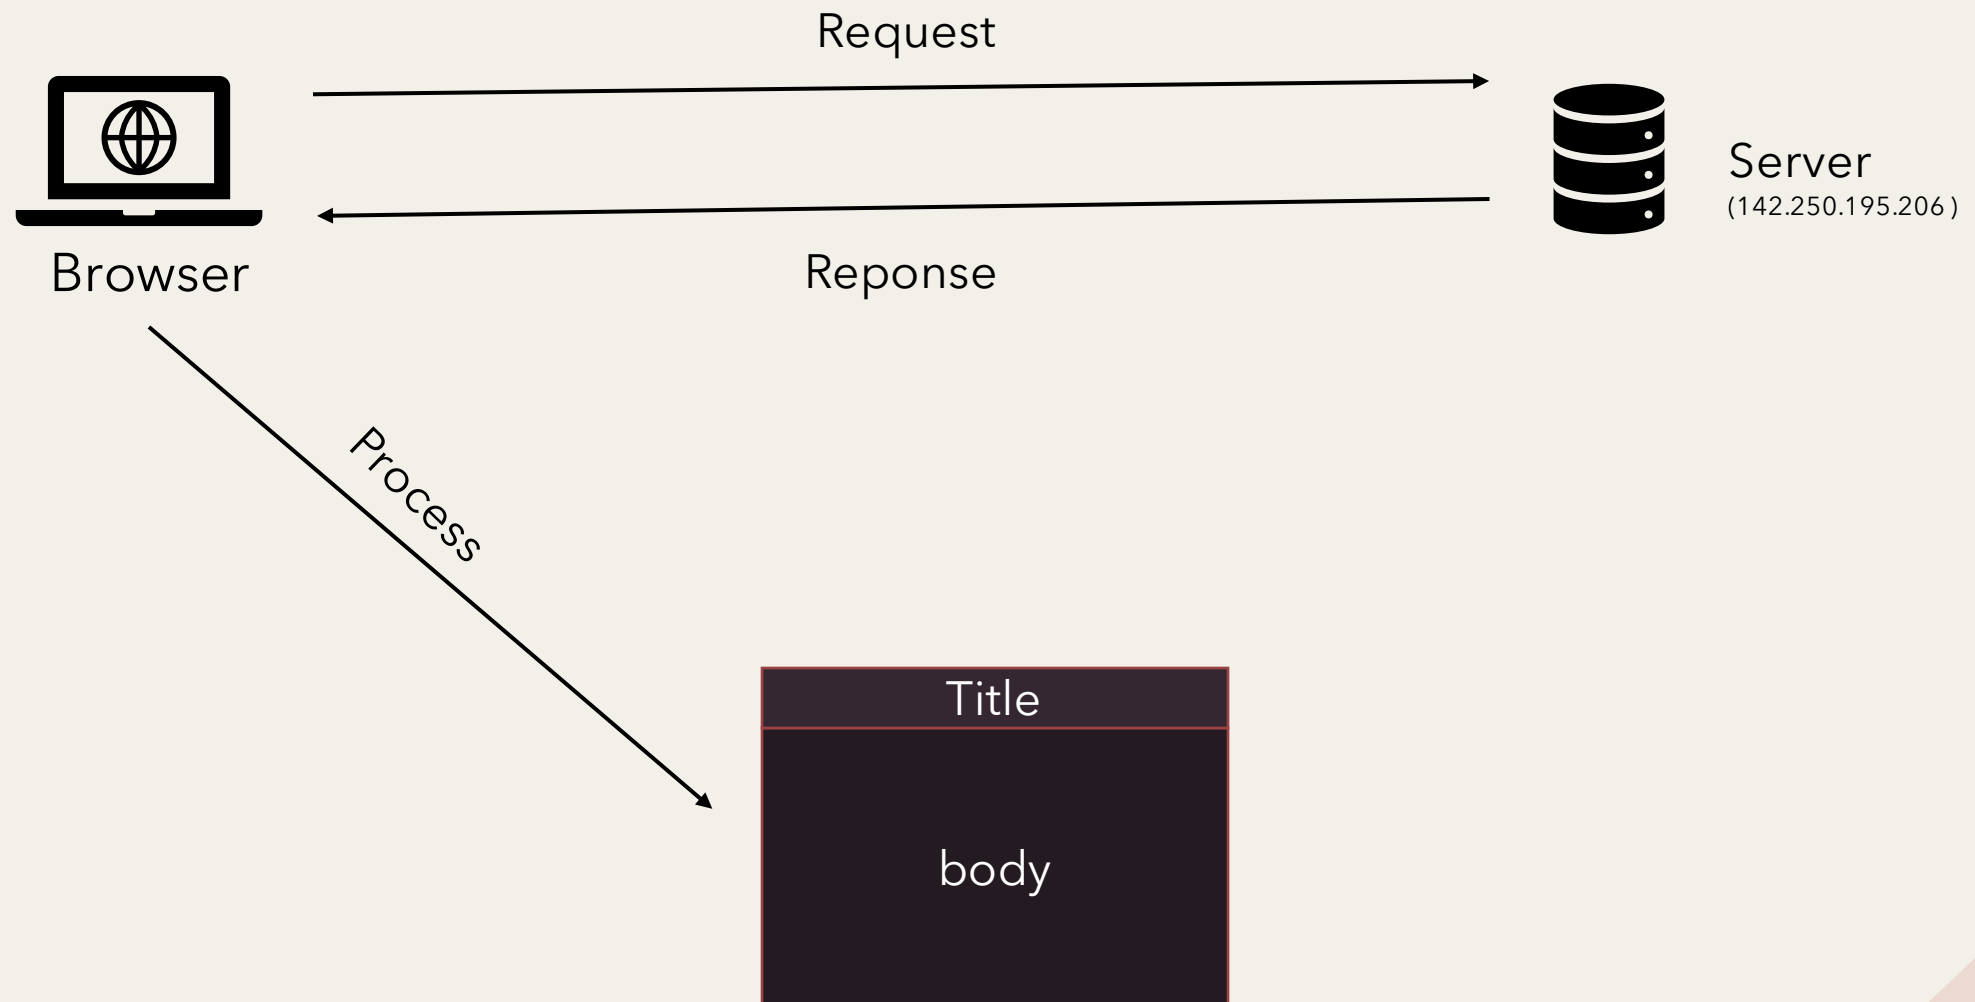 Request
Server
(142.250.195.206 )
Browser
Reponse
Process
Title
body